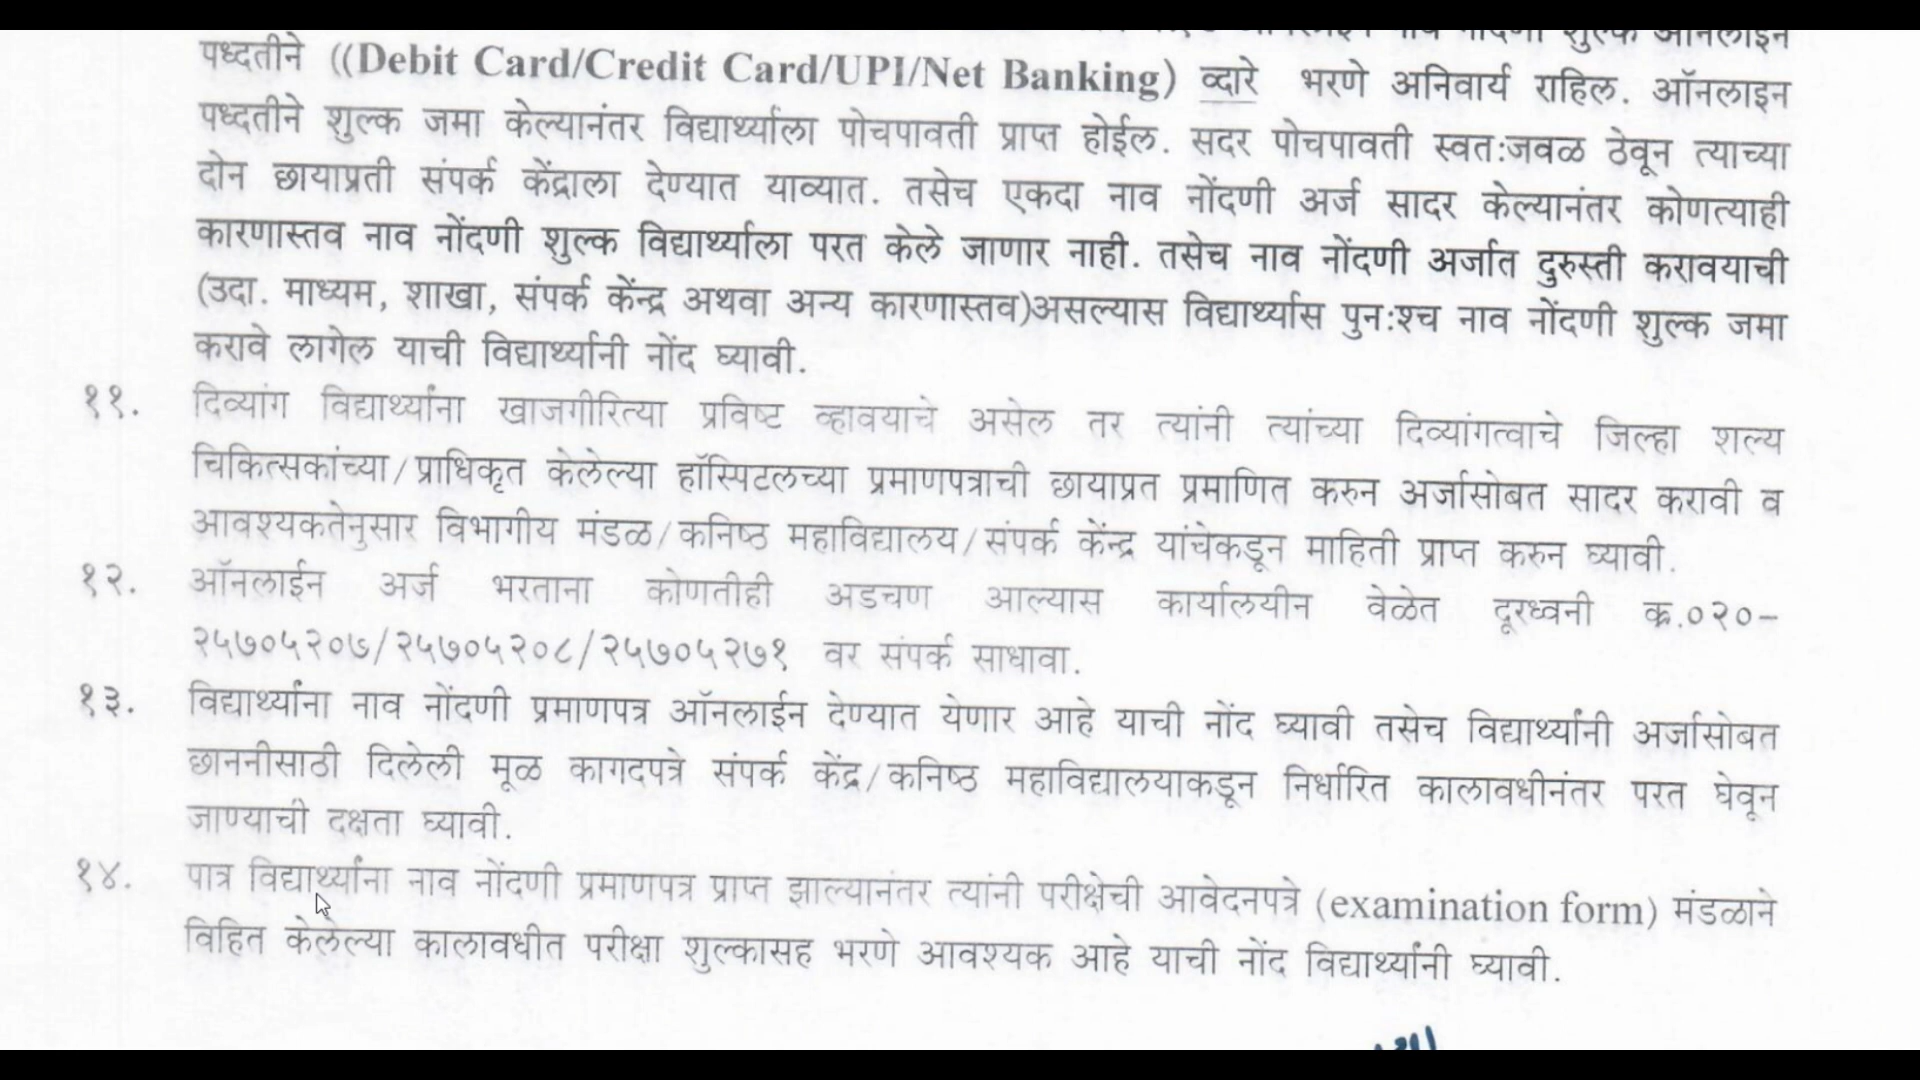 नाव नोंदणी शुल्क ऑनलाइन
पध्दतीने ((Debit Card/Credit Card/UPI/Net Banking) व्दारे भरणे अनिवार्य राहिल. ऑनलाइन
पध्दतीने शुल्क जमा केल्यानंतर विद्यार्थ्याला पोचपावती प्राप्त होईल. सदर पोचपावती स्वत:जवळ ठेवून त्याच्या
दोन छायाप्रती संपर्क केंद्राला देण्यात याव्यात. तसेच एकदा नाव नोंदणी अर्ज सादर केल्यानंतर कोणत्याही
कारणास्तव नाव नोंदणी शुल्क विद्यार्थ्याला परत केले जाणार नाही. तसेच नाव नोंदणी अर्जात दुरुस्ती करावयाची
(उदा. माध्यम, शाखा, संपर्क केंन्द्र अथवा अन्य कारणास्तव)असल्यास विद्यार्थ्यास पुन:श्च नाव नोंदणी शुल्क जमा
करावे लागेल याची विद्यार्थ्यांनी नोंद घ्यावी.
११. दिव्यांग विद्यार्थ्यांना खाजगीरित्या प्रविष्ट व्हावयाचे असेल तर त्यांनी त्यांच्या दिव्यांगत्वाचे जिल्हा शल्य
चिकित्सकांच्या/प्राधिकृत केलेल्या हॉस्पिटलच्या प्रमाणपत्राची छायाप्रत प्रमाणित करुन अर्जासोबत सादर करावी व
आवश्यकतेनुसार विभागीय मंडळ/कनिष्ठ महाविद्यालय/संपर्क केंन्द्र यांचेकडून माहिती प्राप्त करुन घ्यावी.
१२. ऑनलाईन अर्ज भरताना कोणतीही अडचण आल्यास कार्यालयीन वेळेत दूरध्वनी क्र.०२०-
२५७०५२०७/२५७०५२०८/२५७०५२७१ वर संपर्क साधावा.
१३. विद्यार्थ्यांना नाव नोंदणी प्रमाणपत्र ऑनलाईन देण्यात येणार आहे याची नोंद घ्यावी तसेच विद्यार्थ्यांनी अर्जासोबत
छाननीसाठी दिलेली मूळ कागदपत्रे संपर्क केंद्र/कनिष्ठ महाविद्यालयाकडून निर्धारित कालावधीनंतर परत घेवून
जाण्याची दक्षता घ्यावी.
१४. पात्र विद्यार्थ्यांना नाव नोंदणी प्रमाणपत्र प्राप्त झाल्यानंतर त्यांनी परीक्षेची आवेदनपत्रे (examination form) मंडळाने
विहित केलेल्या कालावधीत परीक्षा शुल्कासह भरणे आवश्यक आहे याची नोंद विद्यार्थ्यांनी घ्यावी.